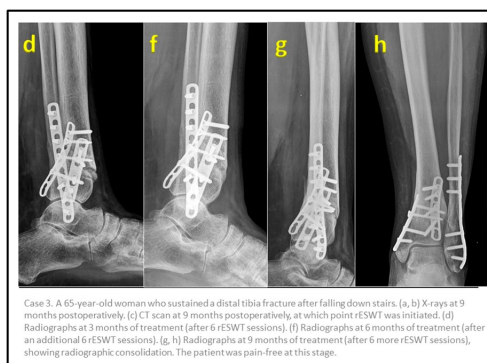 d
f
g
h
Case 3. A 65-year-old woman who sustained a distal tibia fracture after falling down stairs. (a, b) X-rays at 9
months postoperatively. (c) CT scan at 9 months postoperatively, at which point rESWT was initiated. (d)
Radiographs at 3 months of treatment (after 6 rESWT sessions). (f) Radiographs at 6 months of treatment (after
an additional 6 rESWT sessions). (g, h) Radiographs at 9 months of treatment (after 6 more rESWT sessions),
showing radiographic consolidation. The patient was pain-free at this stage.